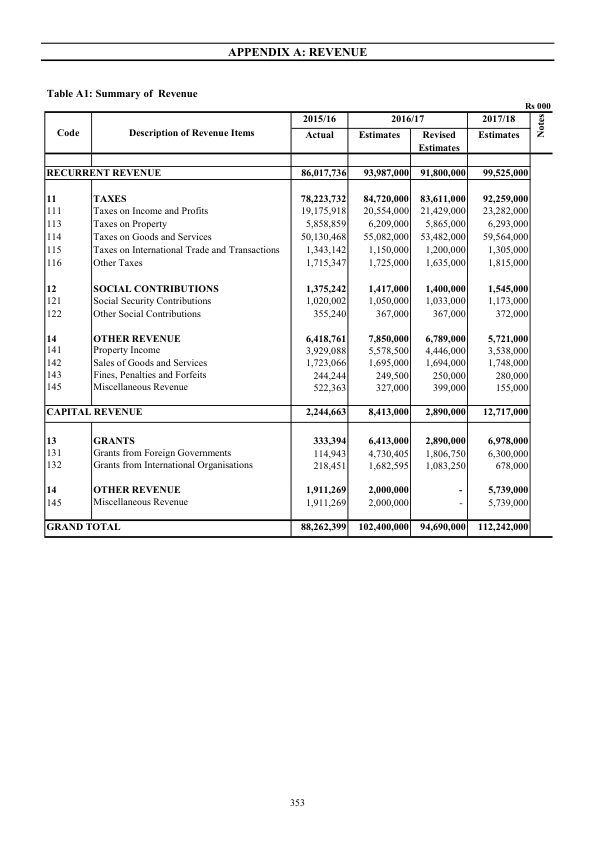 APPENDIX A: REVENUE
Table A1: Summary of Revenue
Rs 000
Code Description of Revenue Items 2015/16 2016/17 2017/18 Notes
Actual Estimates Revised Estimates Estimates
RECURRENT REVENUE 86,017,736 93,987,000 91,800,000 99,525,000
11 TAXES 78,223,732 84,720,000 83,611,000 92,259,000
111 Taxes on Income and Profits 19,175,918 20,554,000 21,429,000 23,282,000
113 Taxes on Property 5,858,859 6,209,000 5,865,000 6,293,000
114 Taxes on Goods and Services 50,130,468 55,082,000 53,482,000 59,564,000
115 Taxes on International Trade and Transactions 1,343,142 1,150,000 1,200,000 1,305,000
116 Other Taxes 1,715,347 1,725,000 1,635,000 1,815,000
12 SOCIAL CONTRIBUTIONS 1,375,242 1,417,000 1,400,000 1,545,000
121 Social Security Contributions 1,020,002 1,050,000 1,033,000 1,173,000
122 Other Social Contributions 355,240 367,000 367,000 372,000
14 OTHER REVENUE 6,418,761 7,850,000 6,789,000 5,721,000
141 Property Income 3,929,088 5,578,500 4,446,000 3,538,000
142 Sales of Goods and Services 1,723,066 1,695,000 1,694,000 1,748,000
143 Fines, Penalties and Forfeits 244,244 249,500 250,000 280,000
145 Miscellaneous Revenue 522,363 327,000 399,000 155,000
CAPITAL REVENUE 2,244,663 8,413,000 2,890,000 12,717,000
13 GRANTS 333,394 6,413,000 2,890,000 6,978,000
131 Grants from Foreign Governments 114,943 4,730,405 1,806,750 6,300,000
132 Grants from International Organisations 218,451 1,682,595 1,083,250 678,000
14 OTHER REVENUE 1,911,269 2,000,000 - 5,739,000
145 Miscellaneous Revenue 1,911,269 2,000,000 - 5,739,000
GRAND TOTAL 88,262,399 102,400,000 94,690,000 112,242,000
353